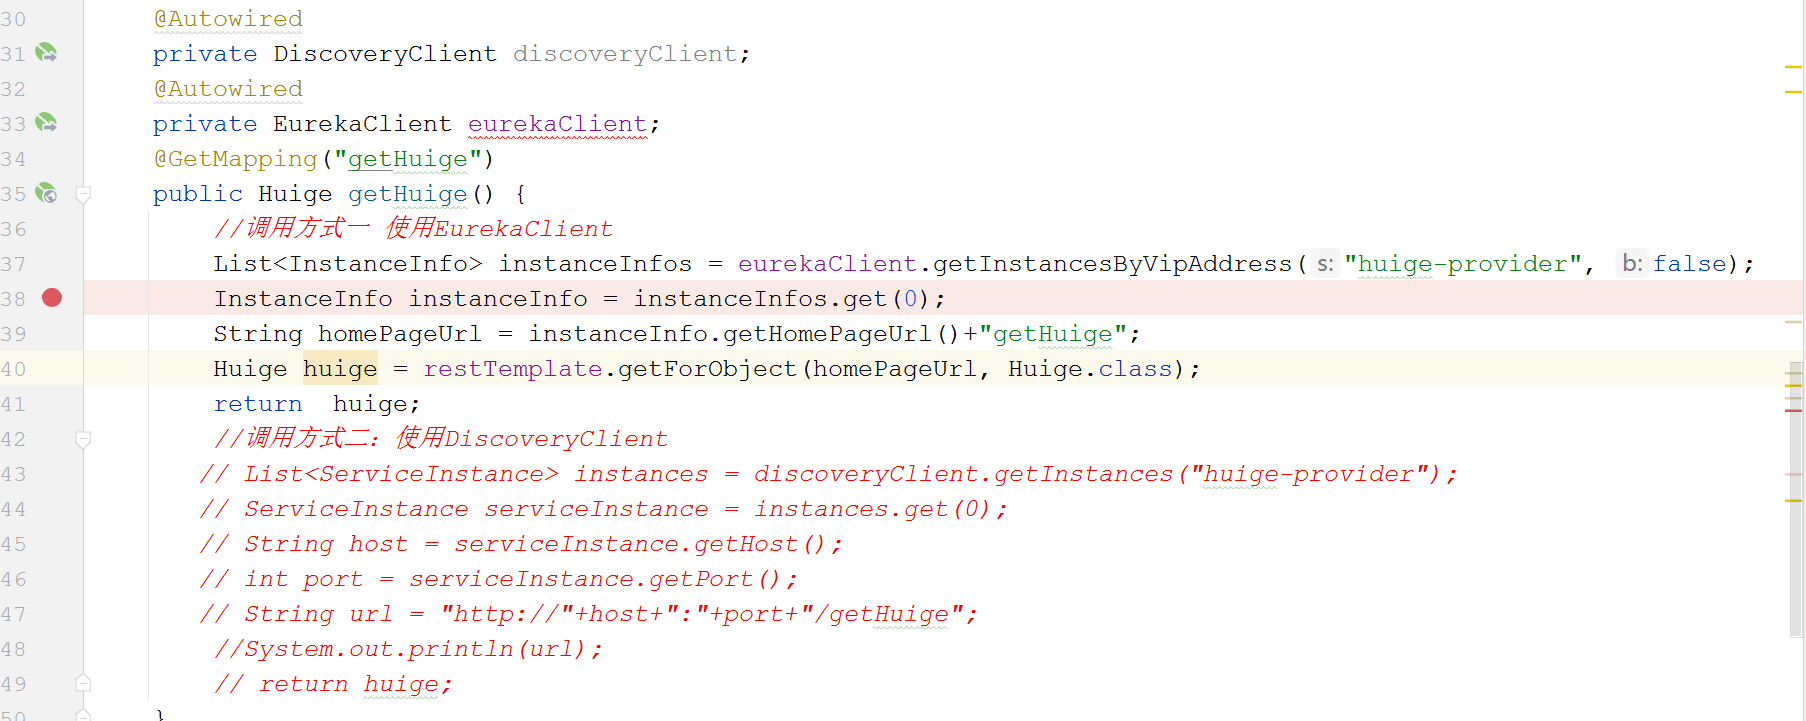 30 @Autowired
31 private DiscoveryClient discoveryClient;
32 @Autowired
33 private EurekaClient eurekaClient;
34 @GetMapping("getHuige")
35 public Huige getHuige() {
36 //调用方式一 使用EurekaClient
37 List<InstanceInfo> instanceInfos = eurekaClient.getInstancesByVipAddress( s: "huige-provider", b: false);
38 InstanceInfo instanceInfo = instanceInfos.get(0);
39 String homePageUrl = instanceInfo.getHomePageUrl()+"getHuige";
40 Huige huige = restTemplate.getForObject(homePageUrl, Huige.class);
41 return  huige;
42 //调用方式二：使用DiscoveryClient
43 // List<ServiceInstance> instances = discoveryClient.getInstances("huige-provider");
44 // ServiceInstance serviceInstance = instances.get(0);
45 // String host = serviceInstance.getHost();
46 // int port = serviceInstance.getPort();
47 // String url = "http://"+host+":"+port+"/getHuige";
48 //System.out.println(url);
49 // return huige;
50 }